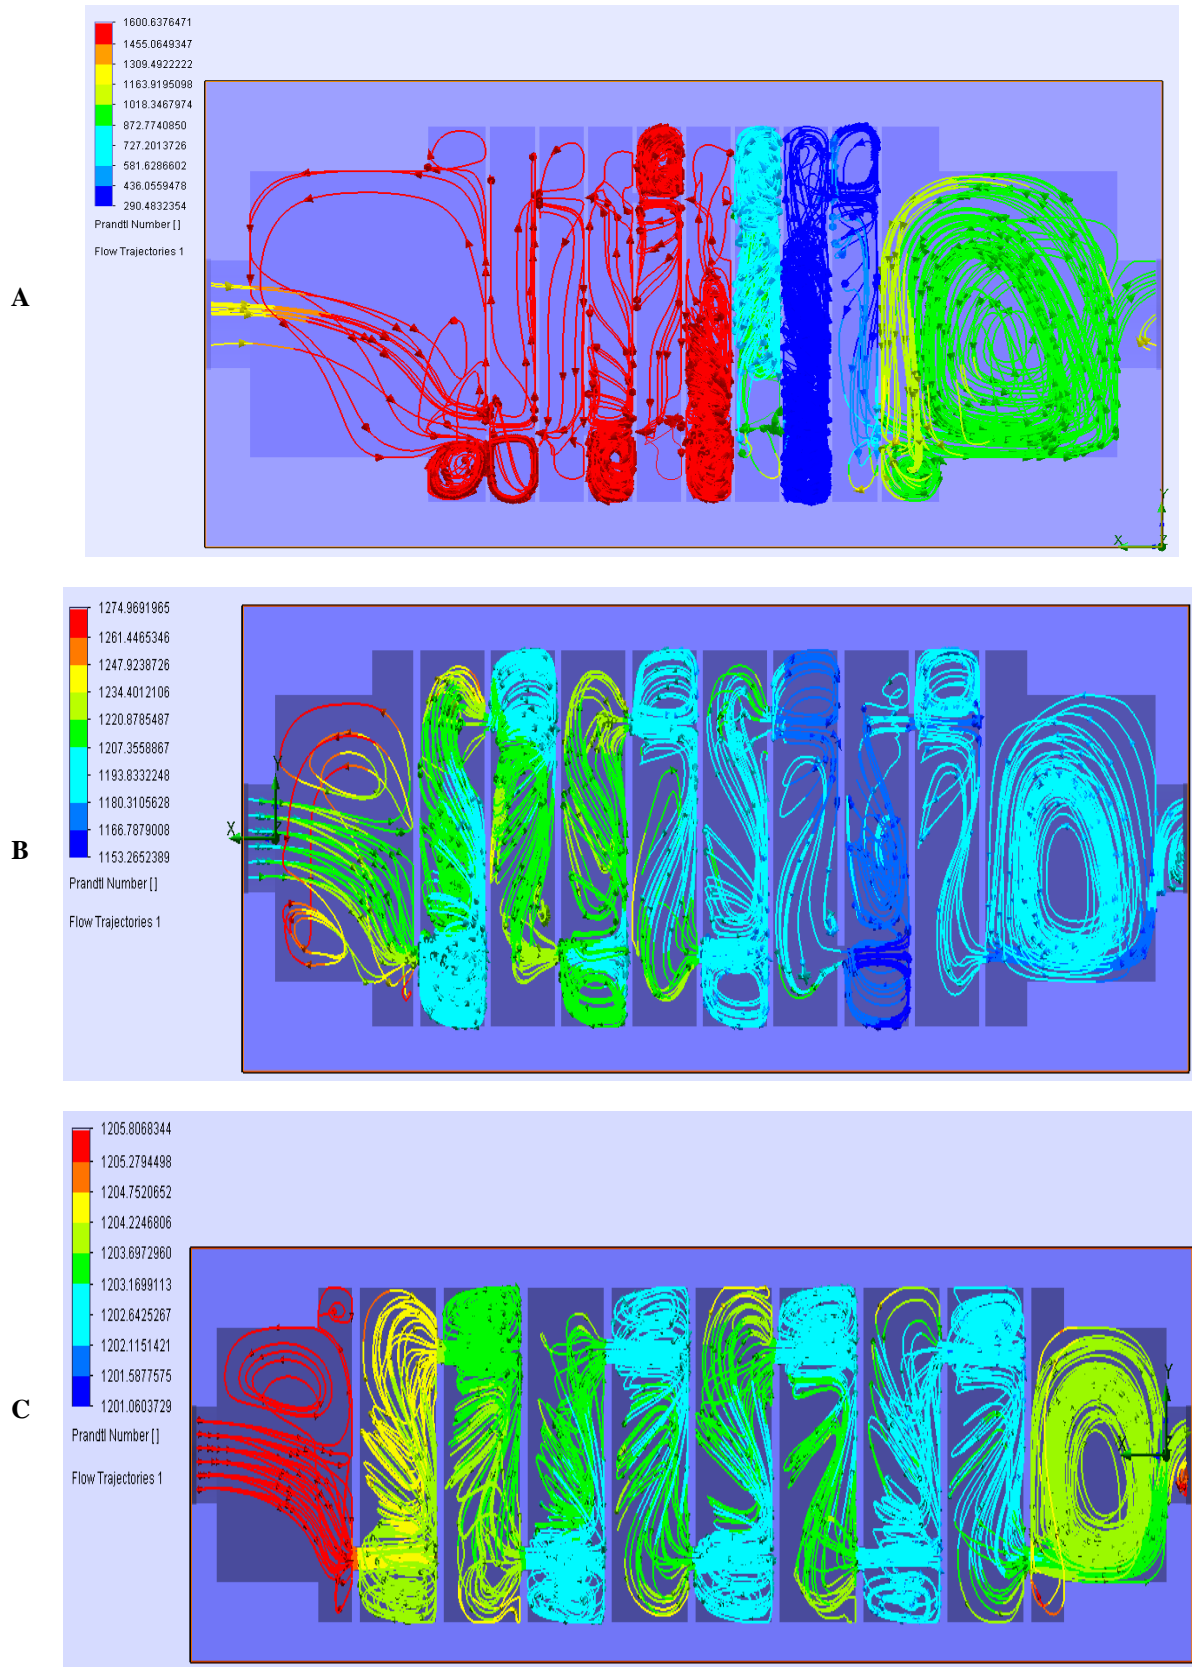 1600.6376471
1455.0649347
1309.4922222
1163.9195098
1018.3467974
872.7740850
727.2013726
581.6286602
436.0559478
290.4832354
Prandtl Number [ ]
Flow Trajectories 1
A
Y
X
Z
1274.9691965
1261.4465346
1247.9238726
1234.4012106
1220.8785487
1207.3558867
1193.8332248
1180.3105628
1166.7879008
1153.2652389
Prandtl Number [ ]
Flow Trajectories 1
B
Y
X
Z
1205.8068344
1205.2794498
1204.7520652
1204.2246806
1203.6972960
1203.1699113
1202.6425267
1202.1151421
1201.5877575
1201.0603729
Prandtl Number [ ]
Flow Trajectories 1
C
Y
X
Z